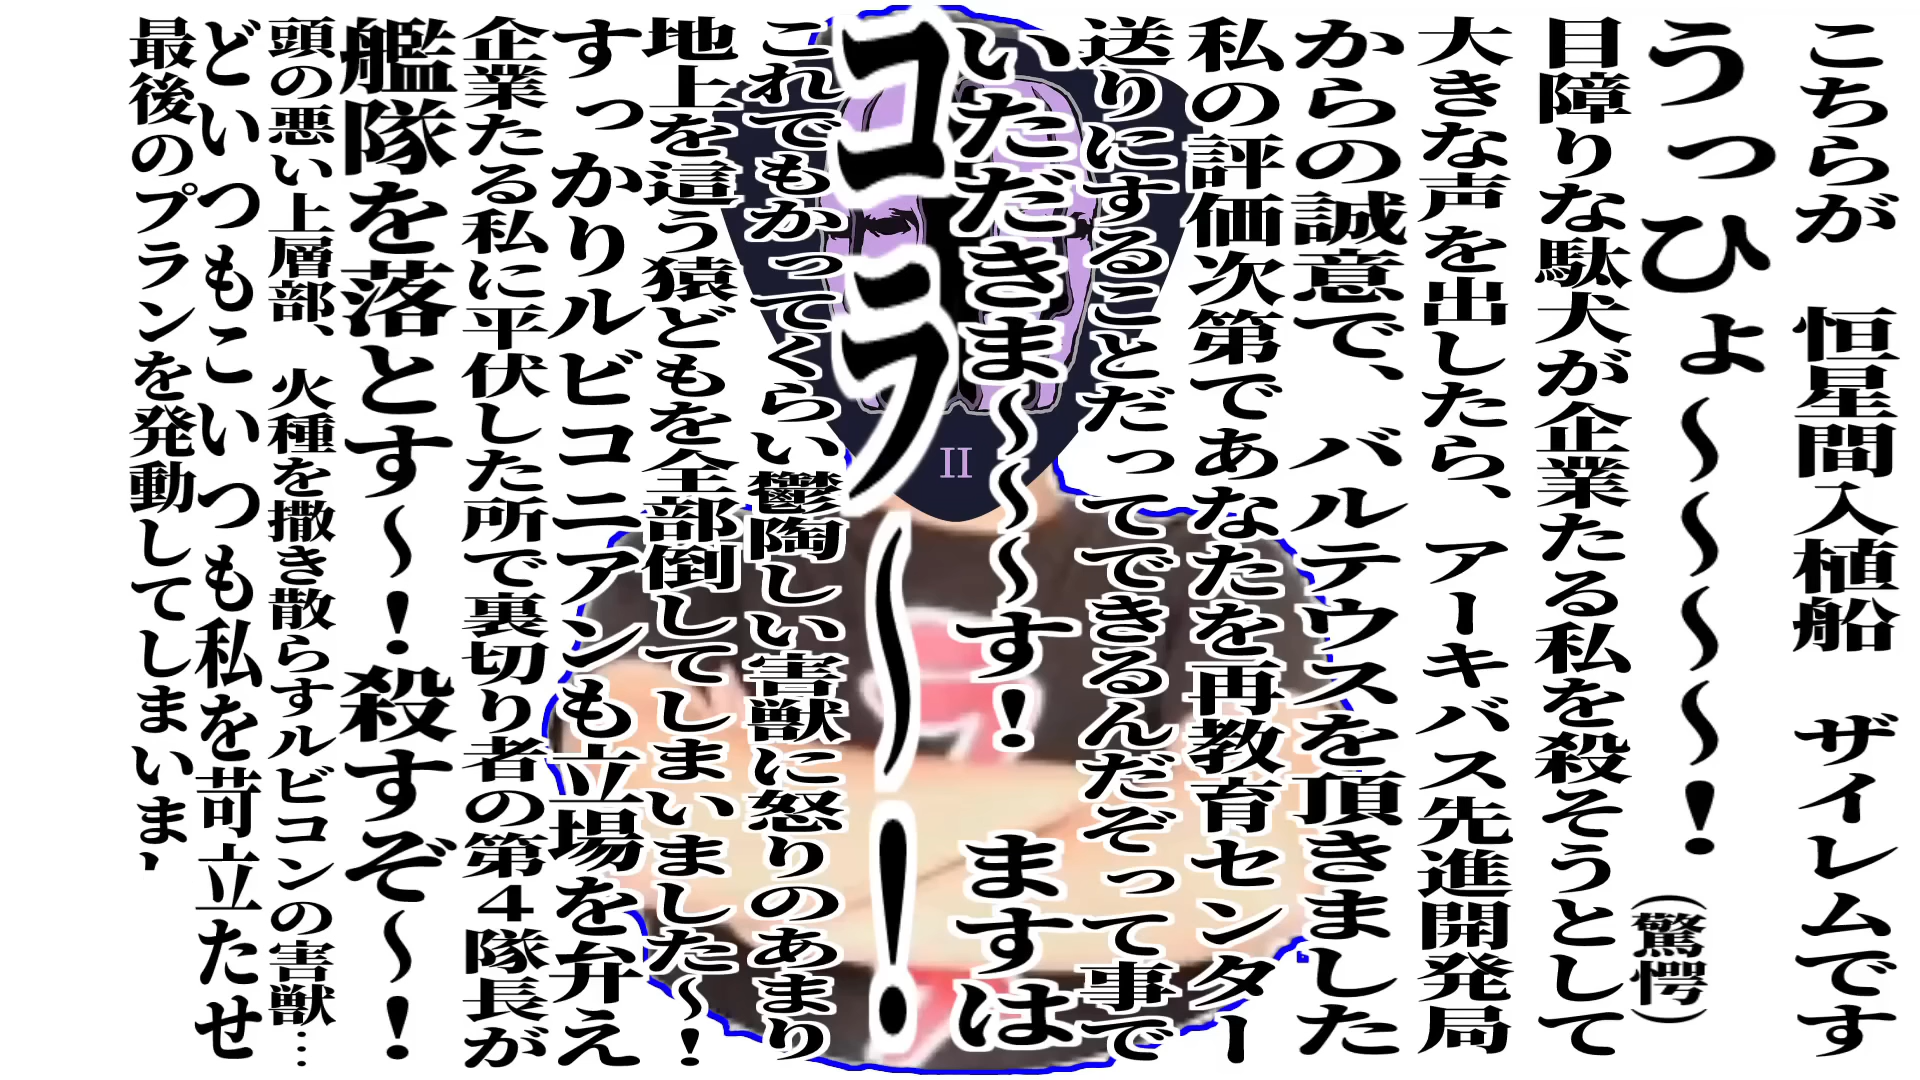 こちらが　恒星間入植船　ザイレムです
うっひょ～～～～～！
（驚愕）
目障りな駄犬が企業たる私を殺そうとして
大きな声を出したら、アーキバス先進開発局
からの誠意で、　バルテウスを頂きました
私の評価次第であなたを再教育センター
送りにすることだってできるんだぞって事で
いただきま～～～～す！　ますは
コラ～～！
これでもかってくらい鬱陶しい害獣に怒りのあまり
地上を這う猿どもを全部倒してしまいました～！
すっかりルビコニアンも立場を弁え
企業たる私に平伏した所で裏切り者の第４隊長が
艦隊を落とす～！殺すぞ～！
頭の悪い上層部、　火種を撒き散らすルビコンの害獣…
どいつもこいつも私を苛立たせ
最後のプランを発動してしまいま
II